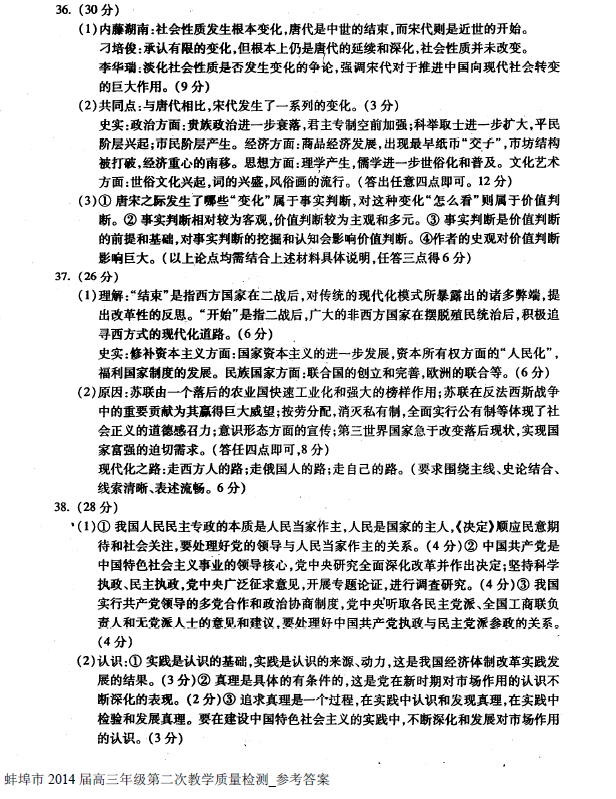 36. (30 分)
(1)内藤湖南:社会性质发生根本变化,唐代是中世的结束,而宋代则是近世的开始。
刁培俊:承认有限的变化,但根本上仍是唐代的延续和深化,社会性质并未改变。
李华瑞:淡化社会性质是否发生变化的争论,强调宋代对于推进中国向现代社会转变
的巨大作用。(9 分)
(2)共同点:与唐代相比,宋代发生了一系列的变化。(3 分)
史实:政治方面:贵族政治进一步衰落,君主专制空前加强;科举取士进一步扩大,平民
阶层兴起;市民阶层产生。经济方面:商品经济发展,出现最早纸币“交子”,市坊结构
被打破,经济重心的南移。思想方面:理学产生,儒学进一步世俗化和普及。文化艺术
方面:世俗文化兴起,词的兴盛,风俗画的流行。(答出任意四点即可。12 分)
(3)① 唐宋之际发生了哪些“变化”属于事实判断,对这种变化“怎么看”则属于价值判
断。② 事实判断相对较为客观,价值判断较为主观和多元。③ 事实判断是价值判断
的前提和基础,对事实判断的挖掘和认知会影响价值判断。④作者的史观对价值判断
影响巨大。(以上论点均需结合上述材料具体说明,任答三点得 6 分)
37. (26 分)
(1)理解:“结束”是指西方国家在二战后,对传统的现代化模式所暴露出的诸多弊端,提
出改革性的反思。“开始”是指二战后,广大的非西方国家在摆脱殖民统治后,积极追
寻西方式的现代化道路。(6 分)
史实:修补资本主义方面:国家资本主义的进一步发展,资本所有权方面的“人民化”,
福利国家制度的发展。民族国家方面:联合国的创立和完善,欧洲的联合等。(6 分)
(2)原因:苏联由一个落后的农业国快速工业化和强大的榜样作用;苏联在反法西斯战争
中的重要贡献为其赢得巨大威望;按劳分配,消灭私有制,全面实行公有制等体现了社
会正义的道德感召力;意识形态方面的宣传;第三世界国家急于改变落后现状,实现国
家富强的迫切需求。(答任四点即可,8 分)
现代化之路:走西方人的路;走俄国人的路;走自己的路。(要求围绕主线、史论结合、
线索清晰、表述流畅。6 分)
38. (28 分)
(1)① 我国人民民主专政的本质是人民当家作主,人民是国家的主人,《决定》顺应民意期
待和社会关注,要处理好党的领导与人民当家作主的关系。(4 分)② 中国共产党是
中国特色社会主义事业的领导核心,党中央研究全面深化改革并作出决定;坚持科学
执政、民主执政,党中央广泛征求意见,开展专题论证,进行调查研究。(4 分)③ 我国
实行共产党领导的多党合作和政治协商制度,党中央听取各民主党派、全国工商联负
责人和无党派人士的意见和建议,要处理好中国共产党执政与民主党派参政的关系。
(4 分)
(2)认识:① 实践是认识的基础,实践是认识的来源、动力,这是我国经济体制改革实践发
展的结果。(3 分)② 真理是具体的有条件的,这是党在新时期对市场作用的认识不
断深化的表现。(2 分)③ 追求真理是一个过程,在实践中认识和发现真理,在实践中
检验和发展真理。要在建设中国特色社会主义的实践中,不断深化和发展对市场作用
的认识。(3 分)
蚌埠市 2014 届高三年级第二次教学质量检测_参考答案